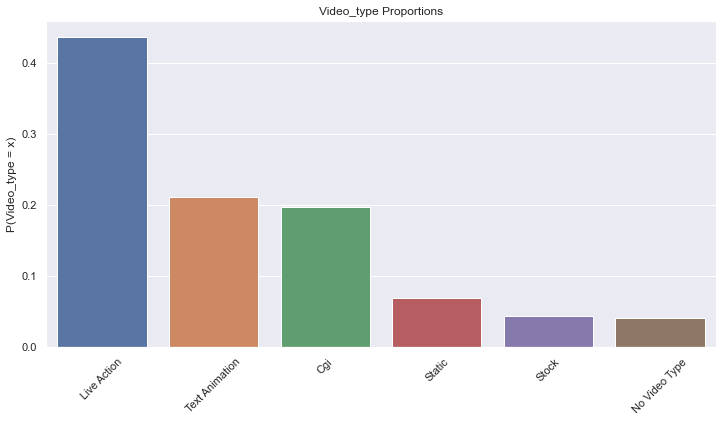 Video_type Proportions
P(Video_type = x)
0.4
0.3
0.2
0.1
0.0
Live Action
Text Animation
Cgi
Static
Stock
No Video Type